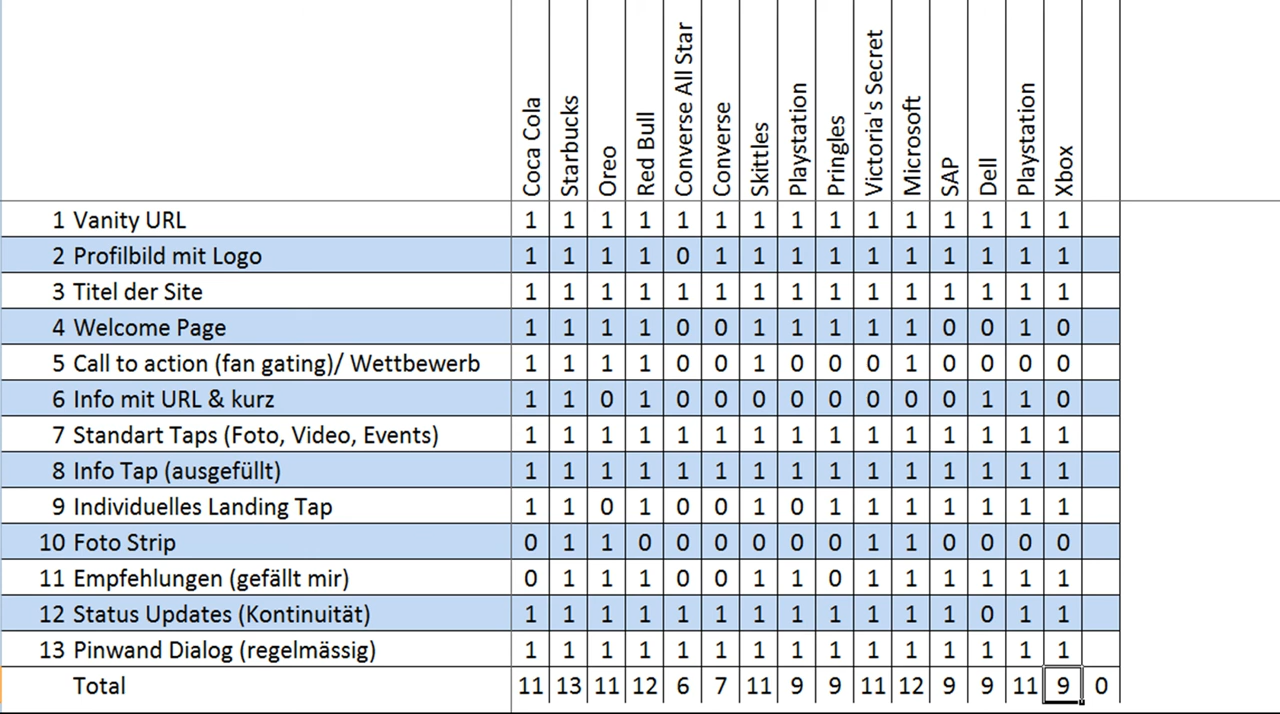 Coca Cola Starbucks Oreo Red Bull Converse All Star Converse Skittles Playstation Pringles Victoria's Secret Microsoft SAP Dell Playstation Xbox
1 Vanity URL 1 1 1 1 1 1 1 1 1 1 1 1 1 1 1
2 Profilbild mit Logo 1 1 1 1 0 1 1 1 1 1 1 1 1 1 1
3 Titel der Site 1 1 1 1 1 1 1 1 1 1 1 1 1 1 1
4 Welcome Page 1 1 1 1 0 0 1 1 1 1 1 0 0 1 0
5 Call to action (fan gating)/ Wettbewerb 1 1 1 1 0 0 1 0 0 0 1 0 0 0 0
6 Info mit URL & kurz 1 1 0 1 0 0 0 0 0 0 0 0 1 1 0
7 Standart Taps (Foto, Video, Events) 1 1 1 1 1 1 1 1 1 1 1 1 1 1 1
8 Info Tap (ausgefüllt) 1 1 1 1 1 1 1 1 1 1 1 1 1 1 1
9 Individuelles Landing Tap 1 1 0 1 0 0 1 0 1 1 1 1 1 1 1
10 Foto Strip 0 1 1 0 0 0 0 0 0 1 1 0 0 0 0
11 Empfehlungen (gefällt mir) 0 1 1 1 0 0 1 1 0 1 1 1 1 1 1
12 Status Updates (Kontinuität) 1 1 1 1 1 1 1 1 1 1 1 1 0 1 1
13 Pinwand Dialog (regelmässig) 1 1 1 1 1 1 1 1 1 1 1 1 1 1 1
Total 11 13 11 12 6 7 11 9 9 11 12 9 9 11 9 0